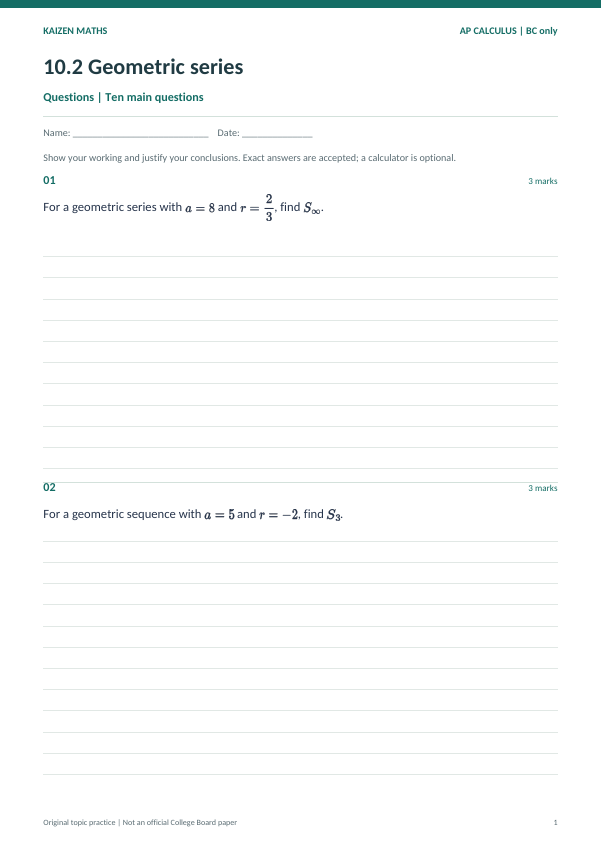 KAIZEN MATHS
AP CALCULUS | BC only
10.2 Geometric series
Questions | Ten main questions
Name: ____________________________ Date: ______________
Show your working and justify your conclusions. Exact answers are accepted; a calculator is optional.
01
3 marks
For a geometric series with a = 8 and r = 2/3, find S∞.
02
3 marks
For a geometric sequence with a = 5 and r = −2, find S₃.
Original topic practice | Not an official College Board paper
1